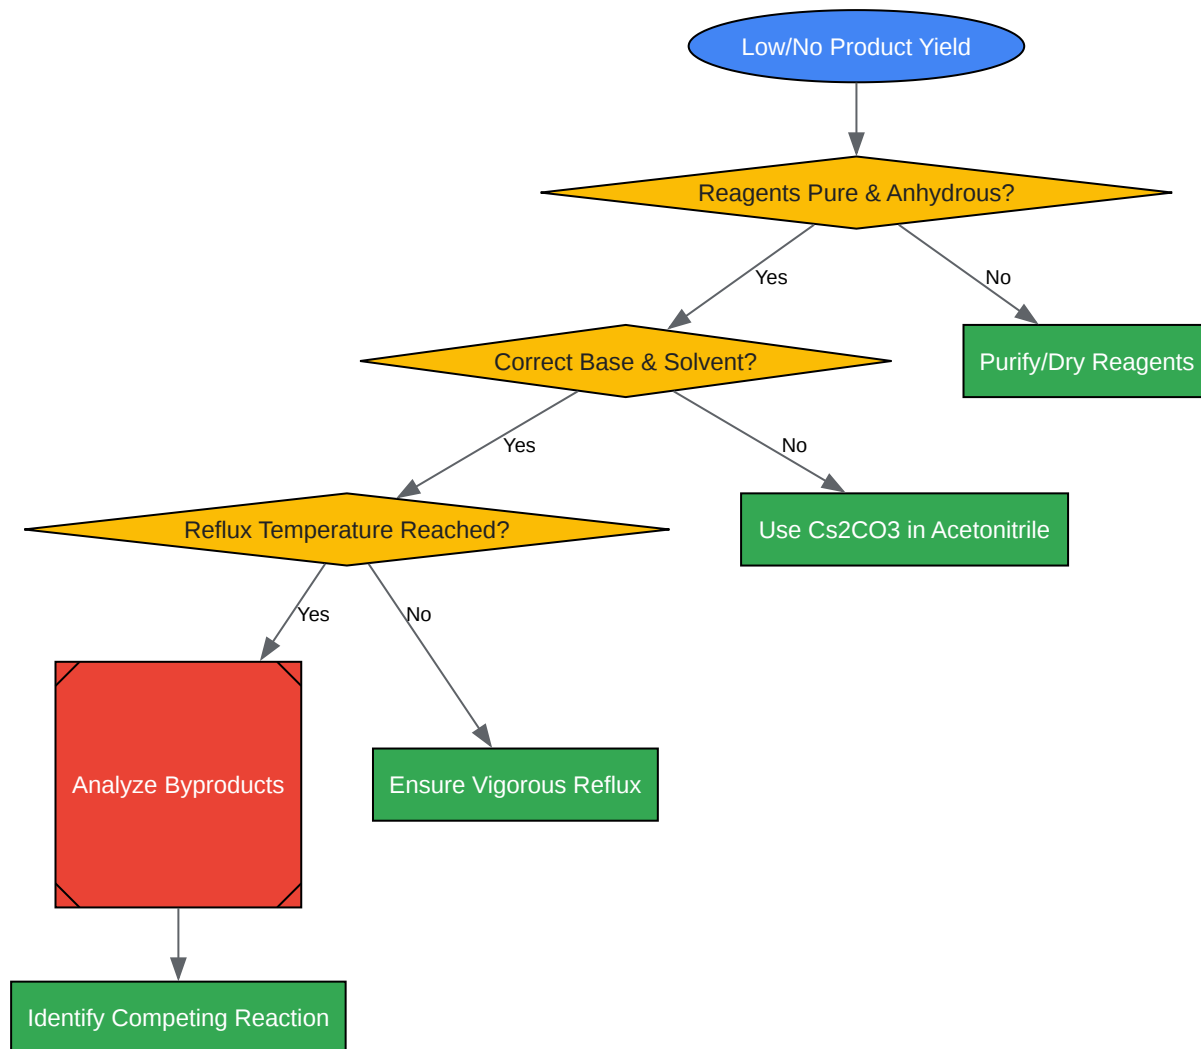 Low/No Product Yield
Reagents Pure & Anhydrous?
Yes
No
Correct Base & Solvent?
Purify/Dry Reagents
Yes
No
Reflux Temperature Reached?
Use Cs2CO3 in Acetonitrile
Yes
No
Analyze Byproducts
Ensure Vigorous Reflux
Identify Competing Reaction